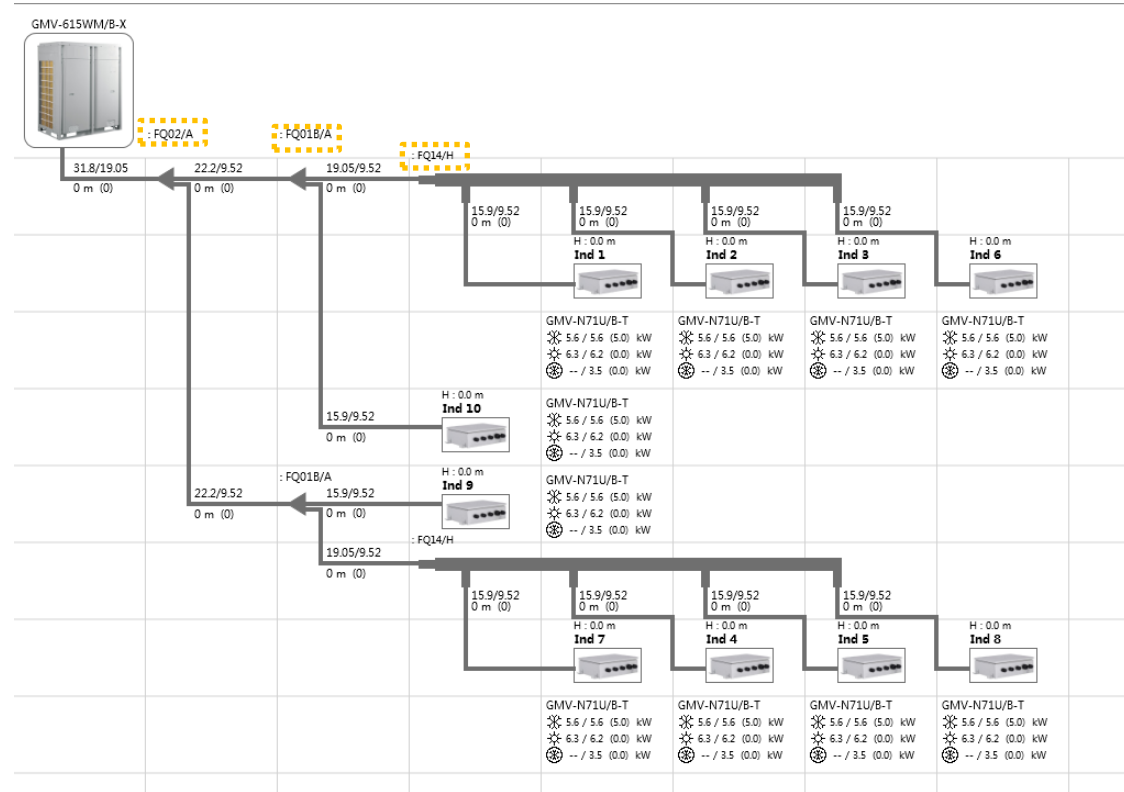 GMV-615WM/B-X
: FQ02/A
: FQ01B/A
: FQ14/H
31.8/19.05
0 m (0)
22.2/9.52
0 m (0)
19.05/9.52
0 m (0)
15.9/9.52
0 m (0)
15.9/9.52
0 m (0)
15.9/9.52
0 m (0)
15.9/9.52
0 m (0)
H : 0.0 m
Ind 1
H : 0.0 m
Ind 2
H : 0.0 m
Ind 3
H : 0.0 m
Ind 6
GMV-N71U/B-T
5.6 / 5.6 (5.0) kW
6.3 / 6.2 (0.0) kW
-- / 3.5 (0.0) kW
GMV-N71U/B-T
5.6 / 5.6 (5.0) kW
6.3 / 6.2 (0.0) kW
-- / 3.5 (0.0) kW
GMV-N71U/B-T
5.6 / 5.6 (5.0) kW
6.3 / 6.2 (0.0) kW
-- / 3.5 (0.0) kW
GMV-N71U/B-T
5.6 / 5.6 (5.0) kW
6.3 / 6.2 (0.0) kW
-- / 3.5 (0.0) kW
15.9/9.52
0 m (0)
H : 0.0 m
Ind 10
GMV-N71U/B-T
5.6 / 5.6 (5.0) kW
6.3 / 6.2 (0.0) kW
-- / 3.5 (0.0) kW
22.2/9.52
0 m (0)
: FQ01B/A
15.9/9.52
0 m (0)
H : 0.0 m
Ind 9
GMV-N71U/B-T
5.6 / 5.6 (5.0) kW
6.3 / 6.2 (0.0) kW
-- / 3.5 (0.0) kW
19.05/9.52
0 m (0)
: FQ14/H
15.9/9.52
0 m (0)
15.9/9.52
0 m (0)
15.9/9.52
0 m (0)
15.9/9.52
0 m (0)
H : 0.0 m
Ind 7
H : 0.0 m
Ind 4
H : 0.0 m
Ind 5
H : 0.0 m
Ind 8
GMV-N71U/B-T
5.6 / 5.6 (5.0) kW
6.3 / 6.2 (0.0) kW
-- / 3.5 (0.0) kW
GMV-N71U/B-T
5.6 / 5.6 (5.0) kW
6.3 / 6.2 (0.0) kW
-- / 3.5 (0.0) kW
GMV-N71U/B-T
5.6 / 5.6 (5.0) kW
6.3 / 6.2 (0.0) kW
-- / 3.5 (0.0) kW
GMV-N71U/B-T
5.6 / 5.6 (5.0) kW
6.3 / 6.2 (0.0) kW
-- / 3.5 (0.0) kW